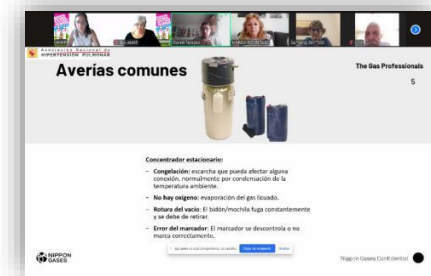 Asociación Nacional de
HIPERTENSIÓN PULMONAR
Averías comunes
The Gas Professionals
5
Concentrador estacionario:
- Congelación: escarcha que pueda afectar alguna
conexión, normalmente por condensación de la
temperatura ambiente.
- No hay oxígeno: evaporación del gas licuado.
- Rotura del vacío: El bidón/mochila fuga constantemente
y se debe de retirar.
- Error del marcador: El marcador se descontrola o no
marca correctamente.
NIPPON
GASES
Nippon Gases Confidential